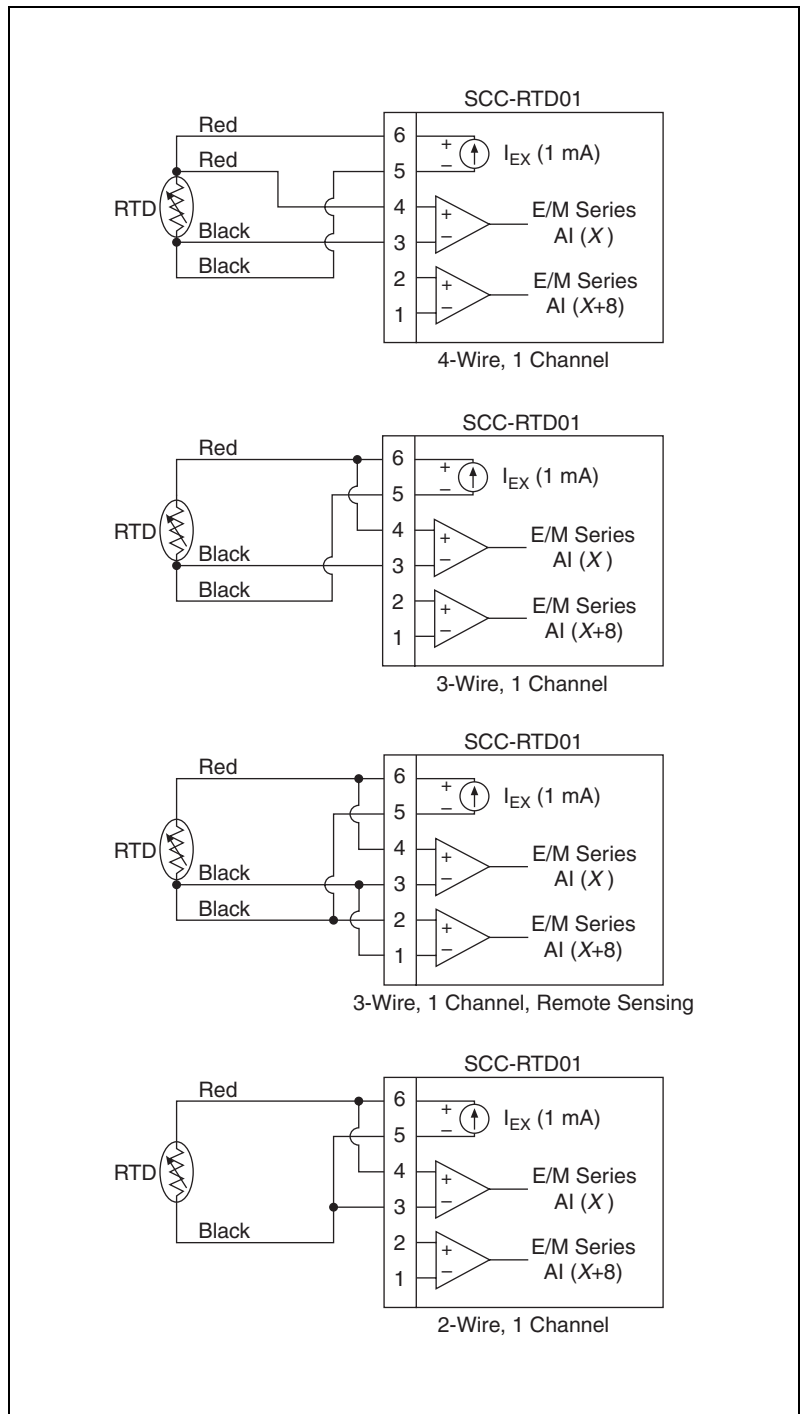 SCC-RTD01
Red
6
+
–
I_EX (1 mA)
Red
5
RTD
4
+
–
E/M Series
AI (X)
Black
3
Black
2
+
–
E/M Series
AI (X+8)
1
4-Wire, 1 Channel
SCC-RTD01
Red
6
+
–
I_EX (1 mA)
5
RTD
4
+
–
E/M Series
AI (X)
Black
3
Black
2
+
–
E/M Series
AI (X+8)
1
3-Wire, 1 Channel
SCC-RTD01
Red
6
+
–
I_EX (1 mA)
5
RTD
4
+
–
E/M Series
AI (X)
Black
3
Black
2
+
–
E/M Series
AI (X+8)
1
3-Wire, 1 Channel, Remote Sensing
SCC-RTD01
Red
6
+
–
I_EX (1 mA)
5
RTD
4
+
–
E/M Series
AI (X)
3
Black
2
+
–
E/M Series
AI (X+8)
1
2-Wire, 1 Channel